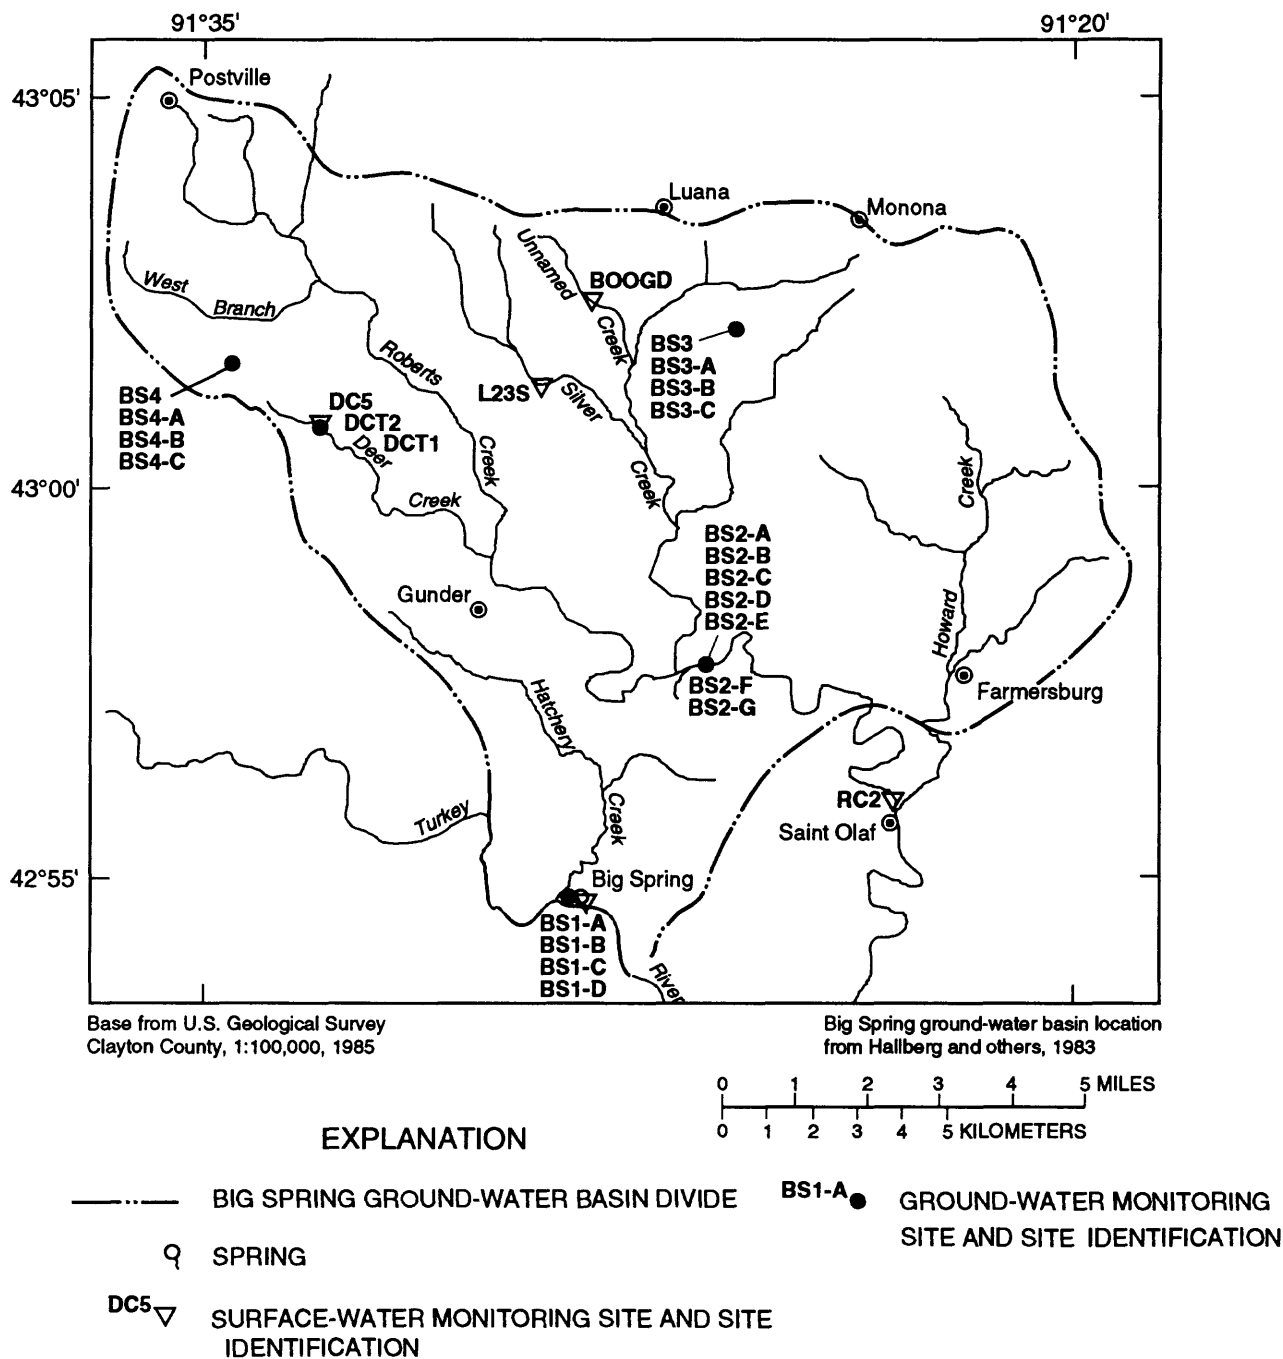 91°35'
91°20'
43°05'
Postville
Luana
Monona
Unnamed
Creek
BOOGD
West
Branch
Roberts
Creek
BS3
BS3-A
BS3-B
BS3-C
L23S
Silver
Creek
BS4
BS4-A
BS4-B
BS4-C
DC5
DCT2
DCT1
Deer
Creek
43°00'
Creek
Howard
BS2-A
BS2-B
BS2-C
BS2-D
BS2-E
Gunder
BS2-F
BS2-G
Farmersburg
Hatchery
Creek
Turkey
River
RC2
Saint Olaf
42°55'
Big Spring
BS1-A
BS1-B
BS1-C
BS1-D
Base from U.S. Geological Survey
Clayton County, 1:100,000, 1985
Big Spring ground-water basin location
from Hallberg and others, 1983
0 1 2 3 4 5 MILES
0 1 2 3 4 5 KILOMETERS
EXPLANATION
BIG SPRING GROUND-WATER BASIN DIVIDE
SPRING
DC5
SURFACE-WATER MONITORING SITE AND SITE
IDENTIFICATION
BS1-A
GROUND-WATER MONITORING
SITE AND SITE IDENTIFICATION